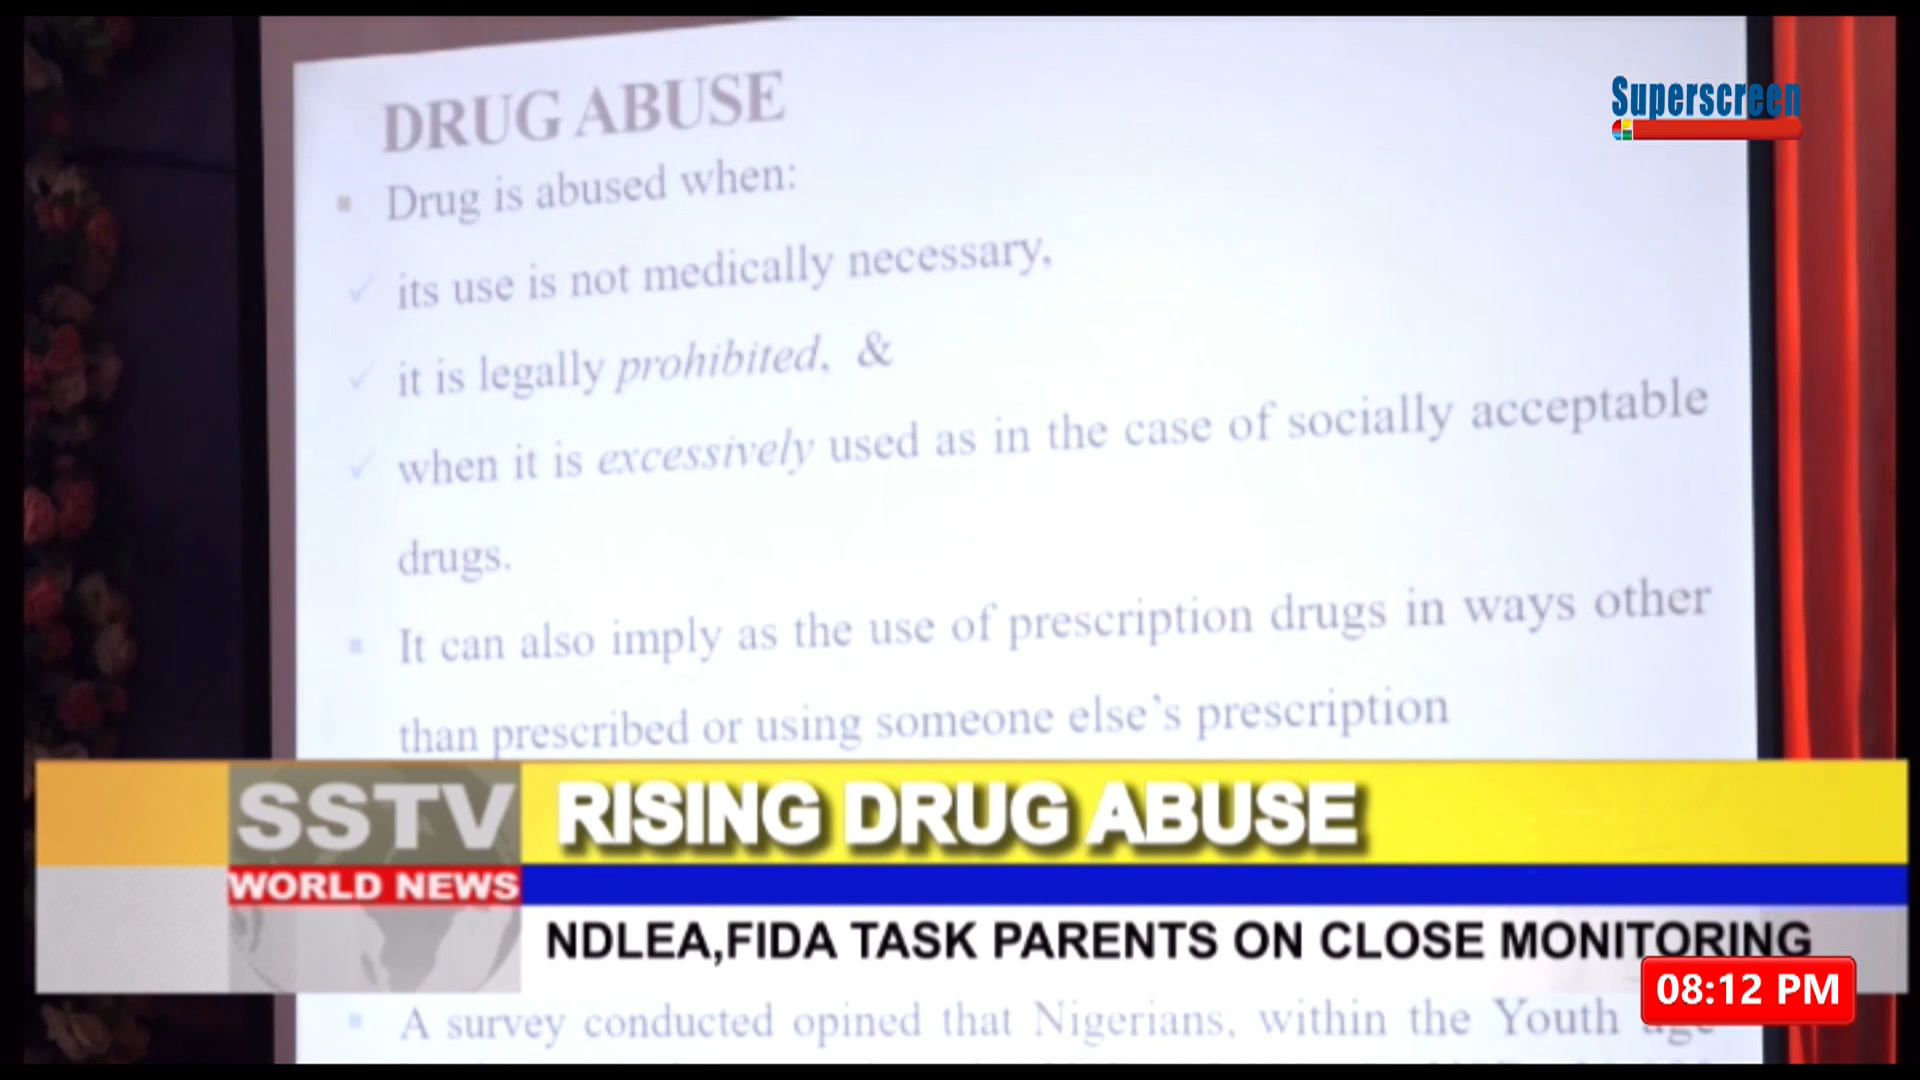 DRUG ABUSE
Superscreen
Drug is abused when:
its use is not medically necessary,
it is legally prohibited, &
when it is excessively used as in the case of socially acceptable
drugs.
It can also imply as the use of prescription drugs in ways other
than prescribed or using someone else's prescription
SSTV
WORLD NEWS
RISING DRUG ABUSE
NDLEA,FIDA TASK PARENTS ON CLOSE MONITORING
08:12 PM
A survey conducted opined that Nigerians, within the Youth age